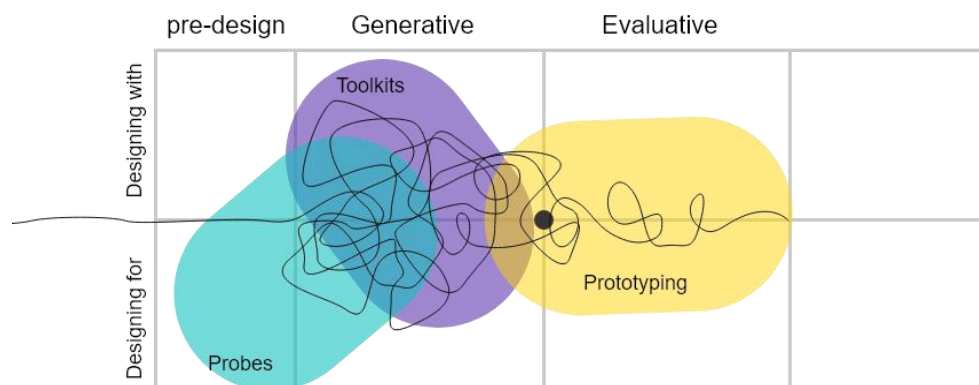 pre-design
Generative
Evaluative
Designing with
Toolkits
Designing for
Prototyping
Probes